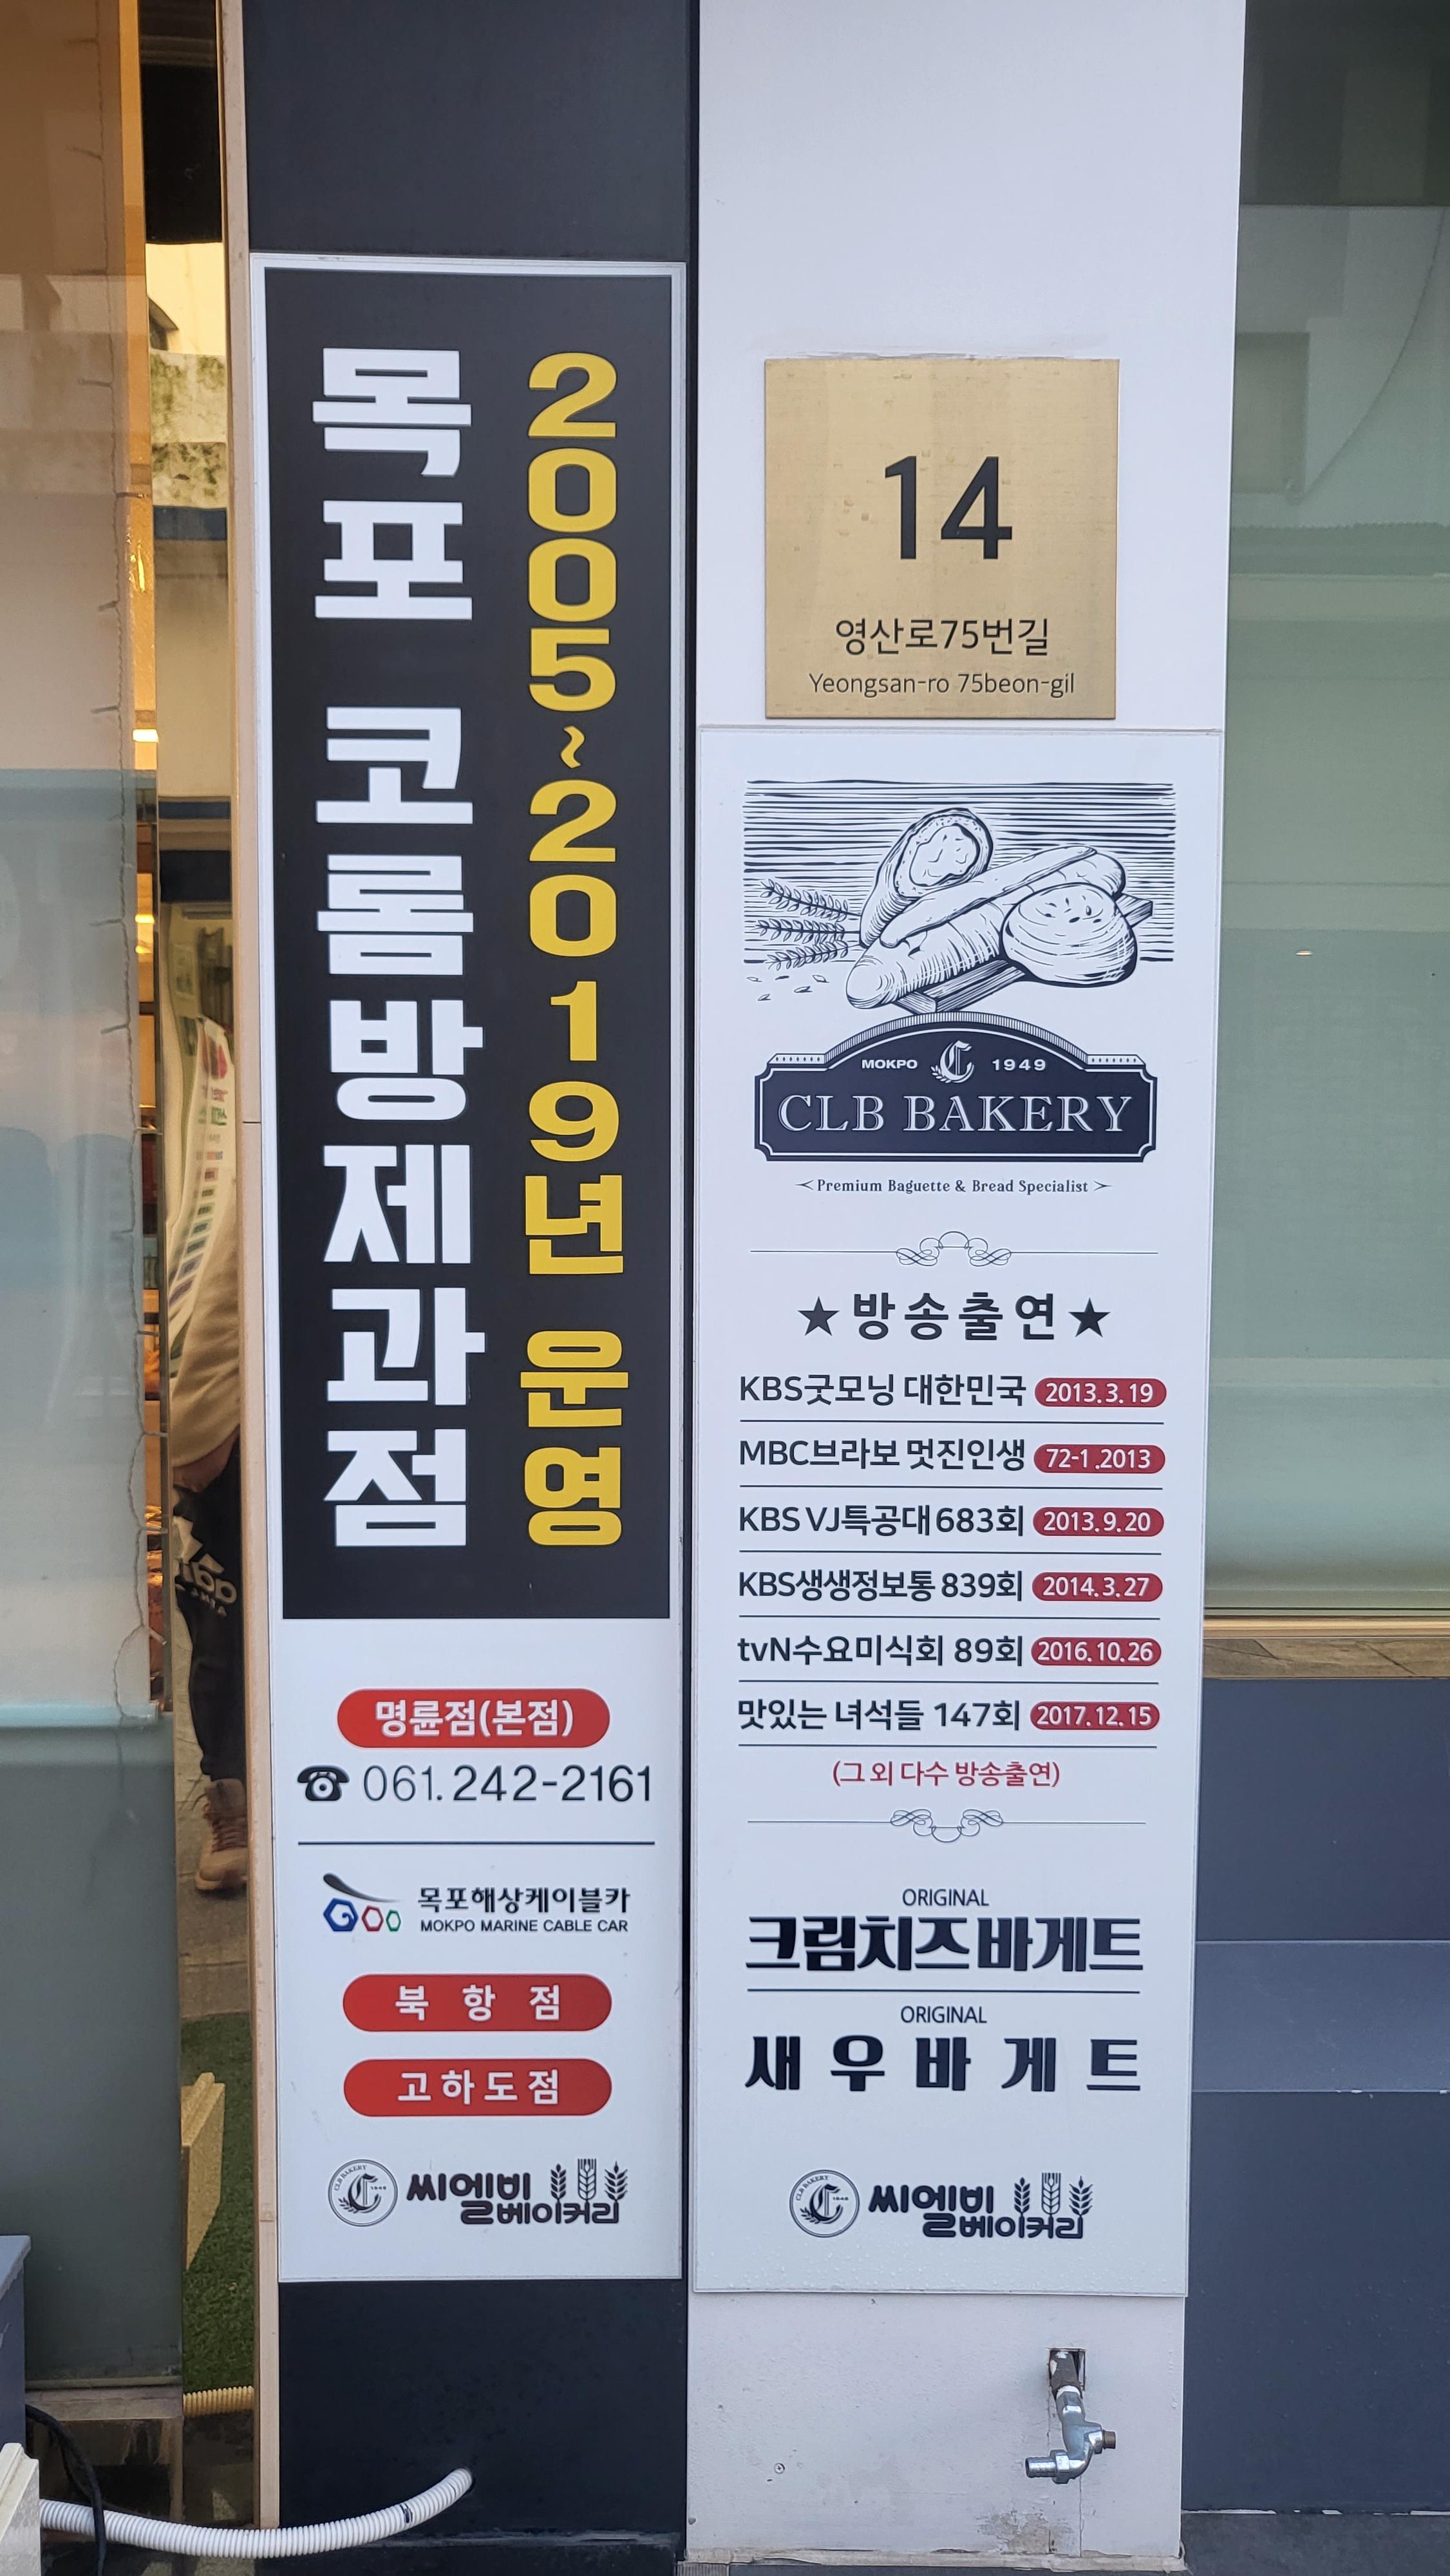 2005~2019년 운영
목포 코롬방제과점
명륜점(본점)
061.242-2161
목포해상케이블카
MOKPO MARINE CABLE CAR
북항점
고하도점
CLB BAKERY
C
1949
씨엘비
베이커리
14
영산로75번길
Yeongsan-ro 75beon-gil
MOKPO C 1949
CLB BAKERY
Premium Baguette & Bread Specialist
★방송출연★
KBS굿모닝 대한민국 2013.3.19
MBC브라보 멋진인생 72-1.2013
KBS VJ특공대 683회 2013.9.20
KBS생생정보통 839회 2014.3.27
tvN수요미식회 89회 2016.10.26
맛있는 녀석들 147회 2017.12.15
(그 외 다수 방송출연)
ORIGINAL
크림치즈바게트
ORIGINAL
새우바게트
CLB BAKERY
C
1949
씨엘비
베이커리